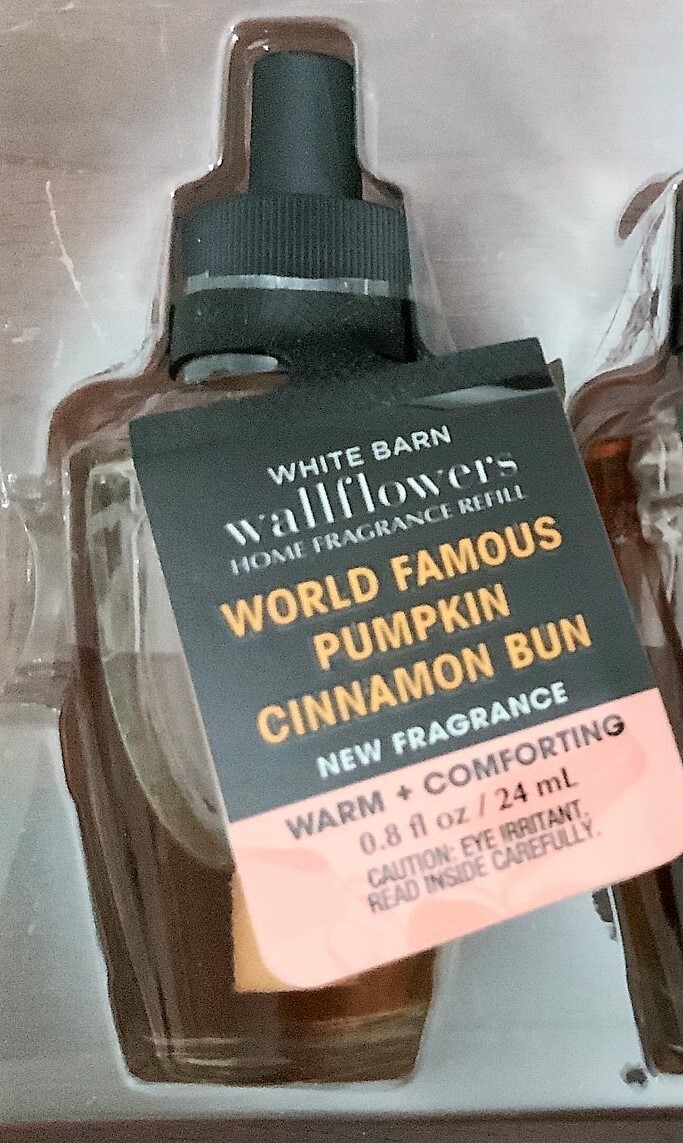 WHITE BARN
wallflowers
HOME FRAGRANCE REFILL
WORLD FAMOUS
PUMPKIN
CINNAMON BUN
NEW FRAGRANCE
WARM + COMFORTING
0.8 fl oz / 24 mL
CAUTION: EYE IRRITANT.
READ INSIDE CAREFULLY.